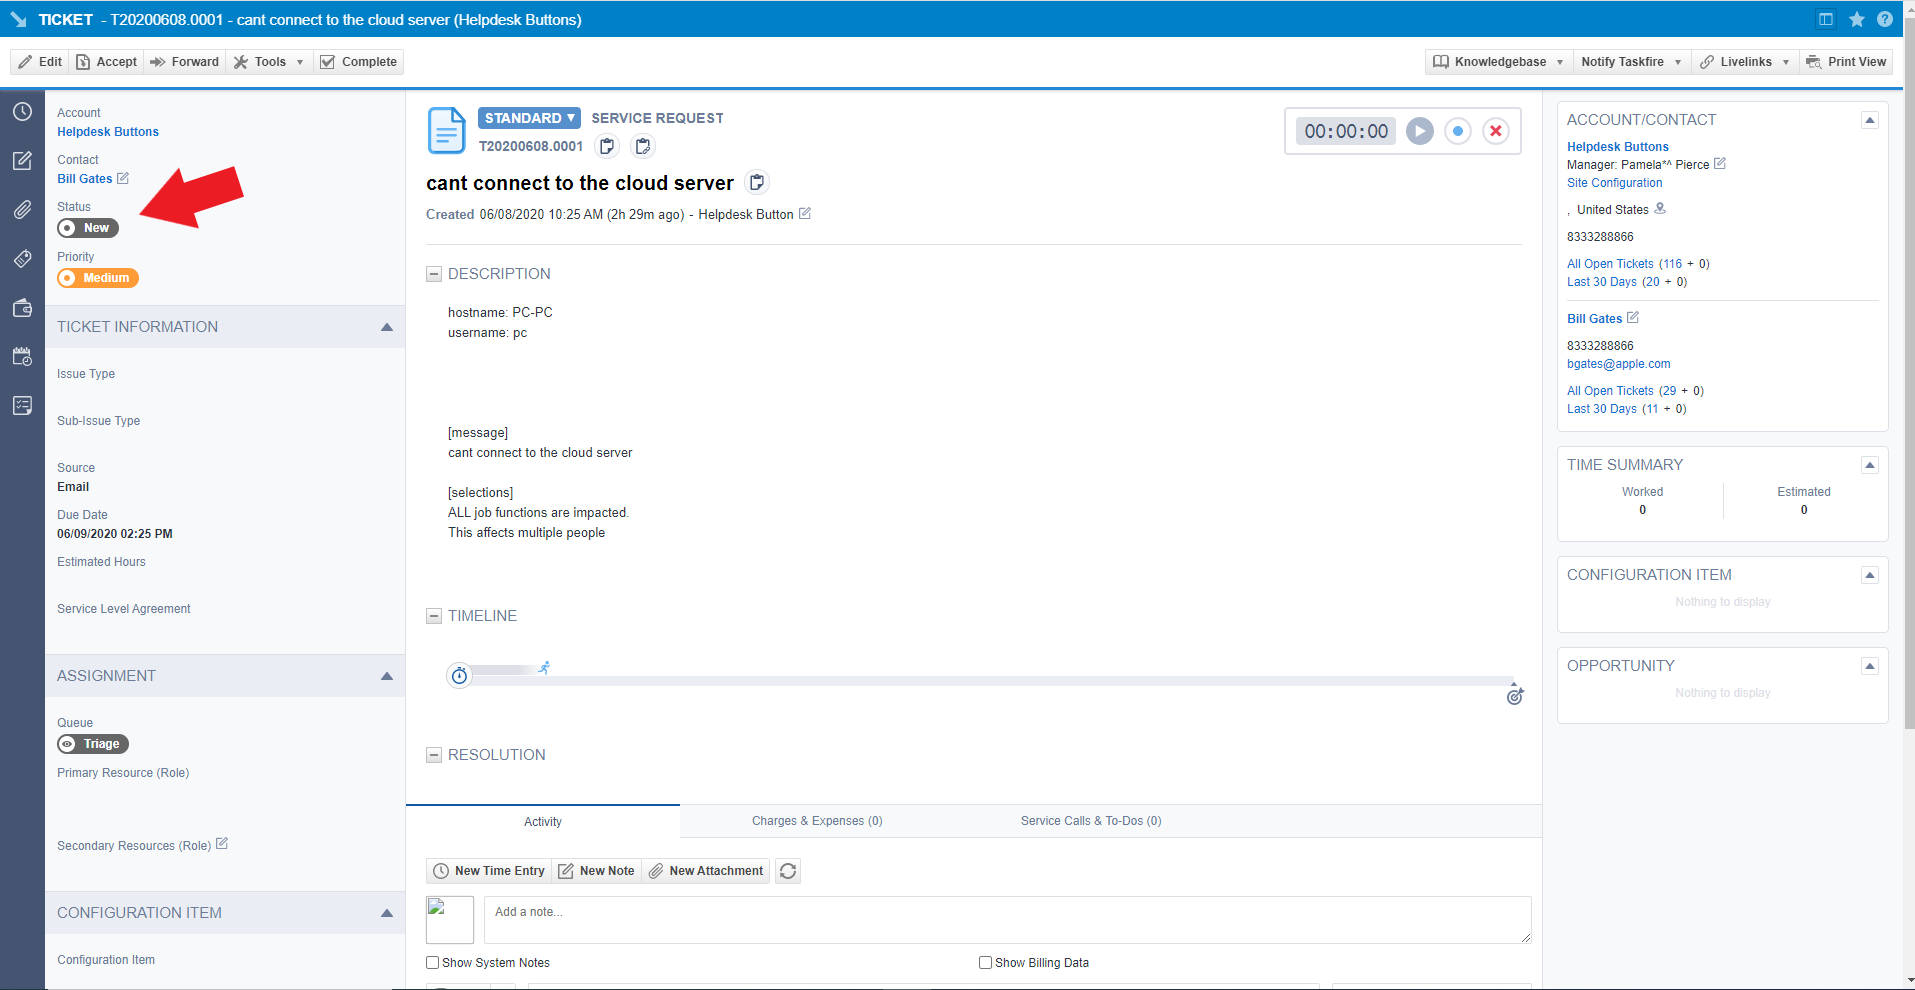 TICKET - T20200608.0001 - cant connect to the cloud server (Helpdesk Buttons)
Edit Accept Forward Tools Complete
Knowledgebase Notify Taskfire Livelinks Print View
Account
Helpdesk Buttons
Contact
Bill Gates
Status
New
Priority
Medium
TICKET INFORMATION
Issue Type
Sub-Issue Type
Source
Email
Due Date
06/09/2020 02:25 PM
Estimated Hours
Service Level Agreement
ASSIGNMENT
Queue
Triage
Primary Resource (Role)
Secondary Resources (Role)
CONFIGURATION ITEM
Configuration Item
STANDARD SERVICE REQUEST
T20200608.0001
00:00:00
cant connect to the cloud server
Created 06/08/2020 10:25 AM (2h 29m ago) - Helpdesk Button
DESCRIPTION
hostname: PC-PC
username: pc
[message]
cant connect to the cloud server
[selections]
ALL job functions are impacted.
This affects multiple people
TIMELINE
RESOLUTION
Activity Charges & Expenses (0) Service Calls & To-Dos (0)
New Time Entry New Note New Attachment
Add a note...
Show System Notes Show Billing Data
ACCOUNT/CONTACT
Helpdesk Buttons
Manager: Pamela*^ Pierce
Site Configuration
, United States
8333288866
All Open Tickets (116 + 0)
Last 30 Days (20 + 0)
Bill Gates
8333288866
bgates@apple.com
All Open Tickets (29 + 0)
Last 30 Days (11 + 0)
TIME SUMMARY
Worked Estimated
0 0
CONFIGURATION ITEM
Nothing to display
OPPORTUNITY
Nothing to display